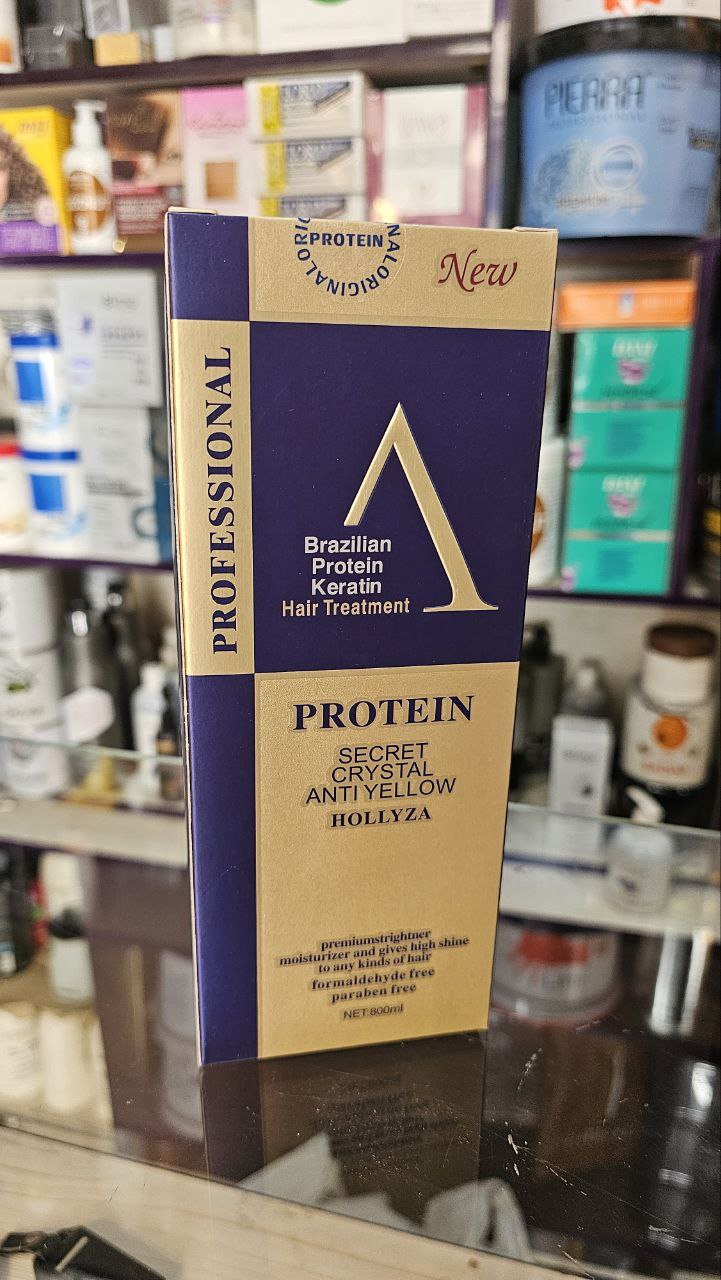 PIERRA
PROTEIN
ORIGINAL
New
PROFESSIONAL
Brazilian
Protein
Keratin
Hair Treatment
PROTEIN
SECRET
CRYSTAL
ANTI YELLOW
HOLLYZA
premiumstrightner
moisturizer and gives high shine
to any kinds of hair
formaldehyde free
paraben free
NET:800ml